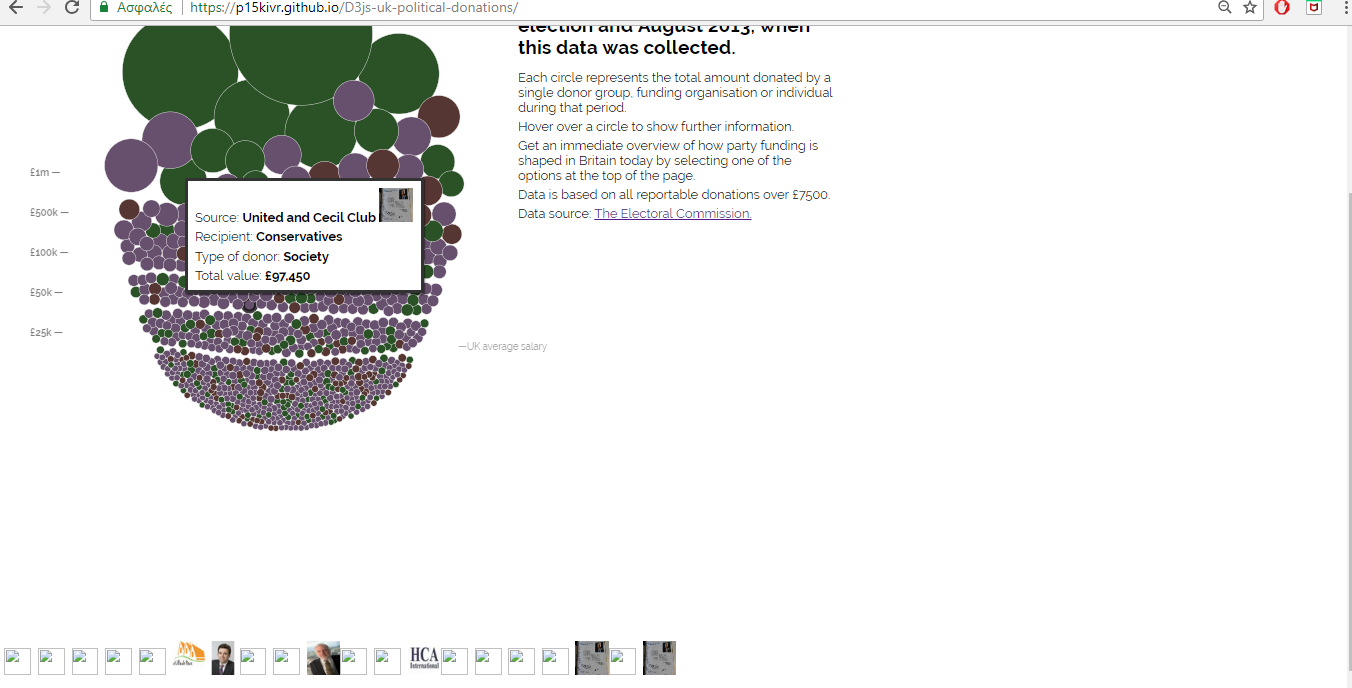 Ασφαλές
https://p15kivr.github.io/D3js-uk-political-donations/
election and August 2013, when
this data was collected.
Each circle represents the total amount donated by a
single donor group, funding organisation or individual
during that period.
Hover over a circle to show further information.
Get an immediate overview of how party funding is
shaped in Britain today by selecting one of the
options at the top of the page.
Data is based on all reportable donations over £7500.
Data source: The Electoral Commission.
£1m —
£500k —
£100k —
£50k —
£25k —
Source: United and Cecil Club
Recipient: Conservatives
Type of donor: Society
Total value: £97,450
—UK average salary
HCA
International